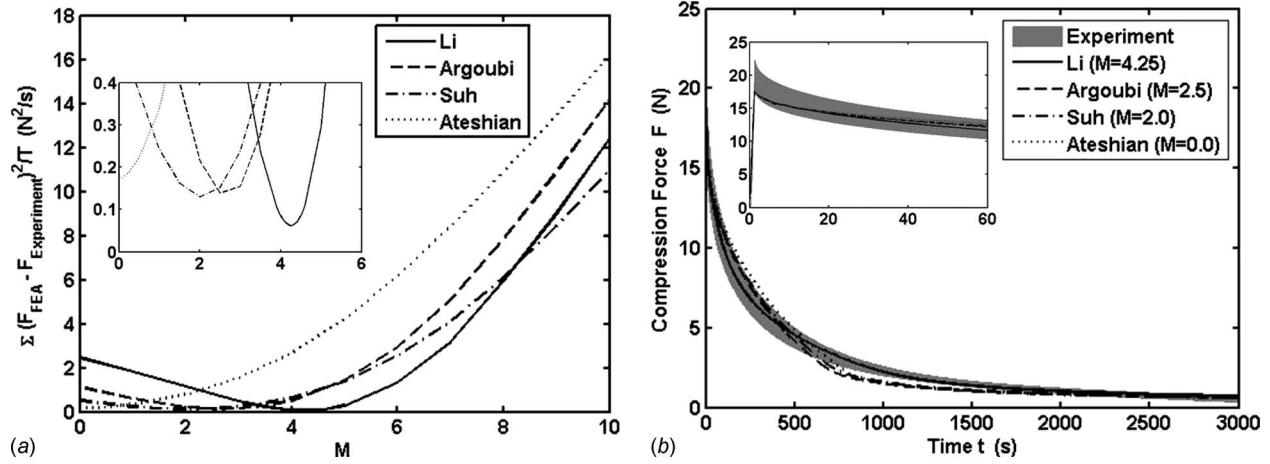 18
16
14
12
10
8
6
4
2
0
0 2 4 6 8 10
M
Σ (F_FEA - F_Experiment)²/T (N²/s)
Li
Argoubi
Suh
Ateshian
0.4
0.3
0.2
0.1
0
0 2 4 6
(a)
25
20
15
10
5
0
0 500 1000 1500 2000 2500 3000
Time t (s)
Compression Force F (N)
Experiment
Li (M=4.25)
Argoubi (M=2.5)
Suh (M=2.0)
Ateshian (M=0.0)
25
20
15
10
5
0
0 20 40 60
(b)